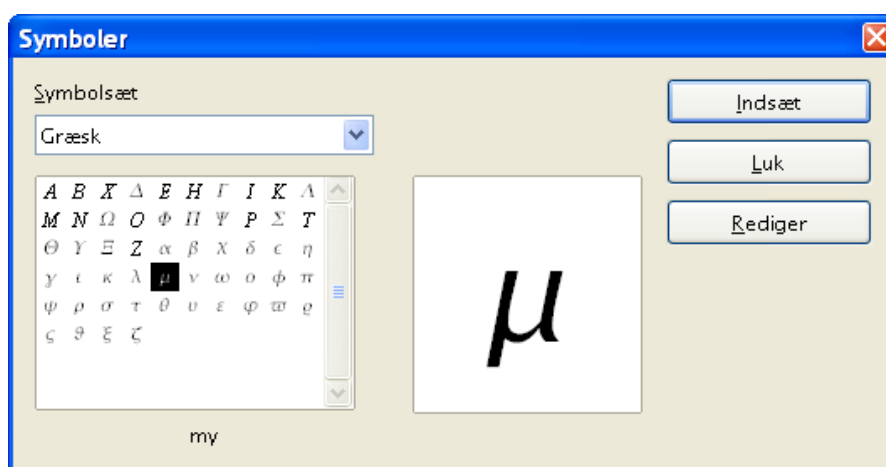 Symboler
Symbolsæt
Græsk
Indsæt
Luk
Rediger
A B X Δ E H Γ I K Λ
M N Ω O Φ Π Ψ P Σ T
Θ Υ Ξ Z α β χ δ ϵ η
γ ι κ λ μ ν ω ο ϕ π
ψ ρ σ τ θ υ ε φ ϖ ϱ
ς ϑ ξ ζ
μ
my